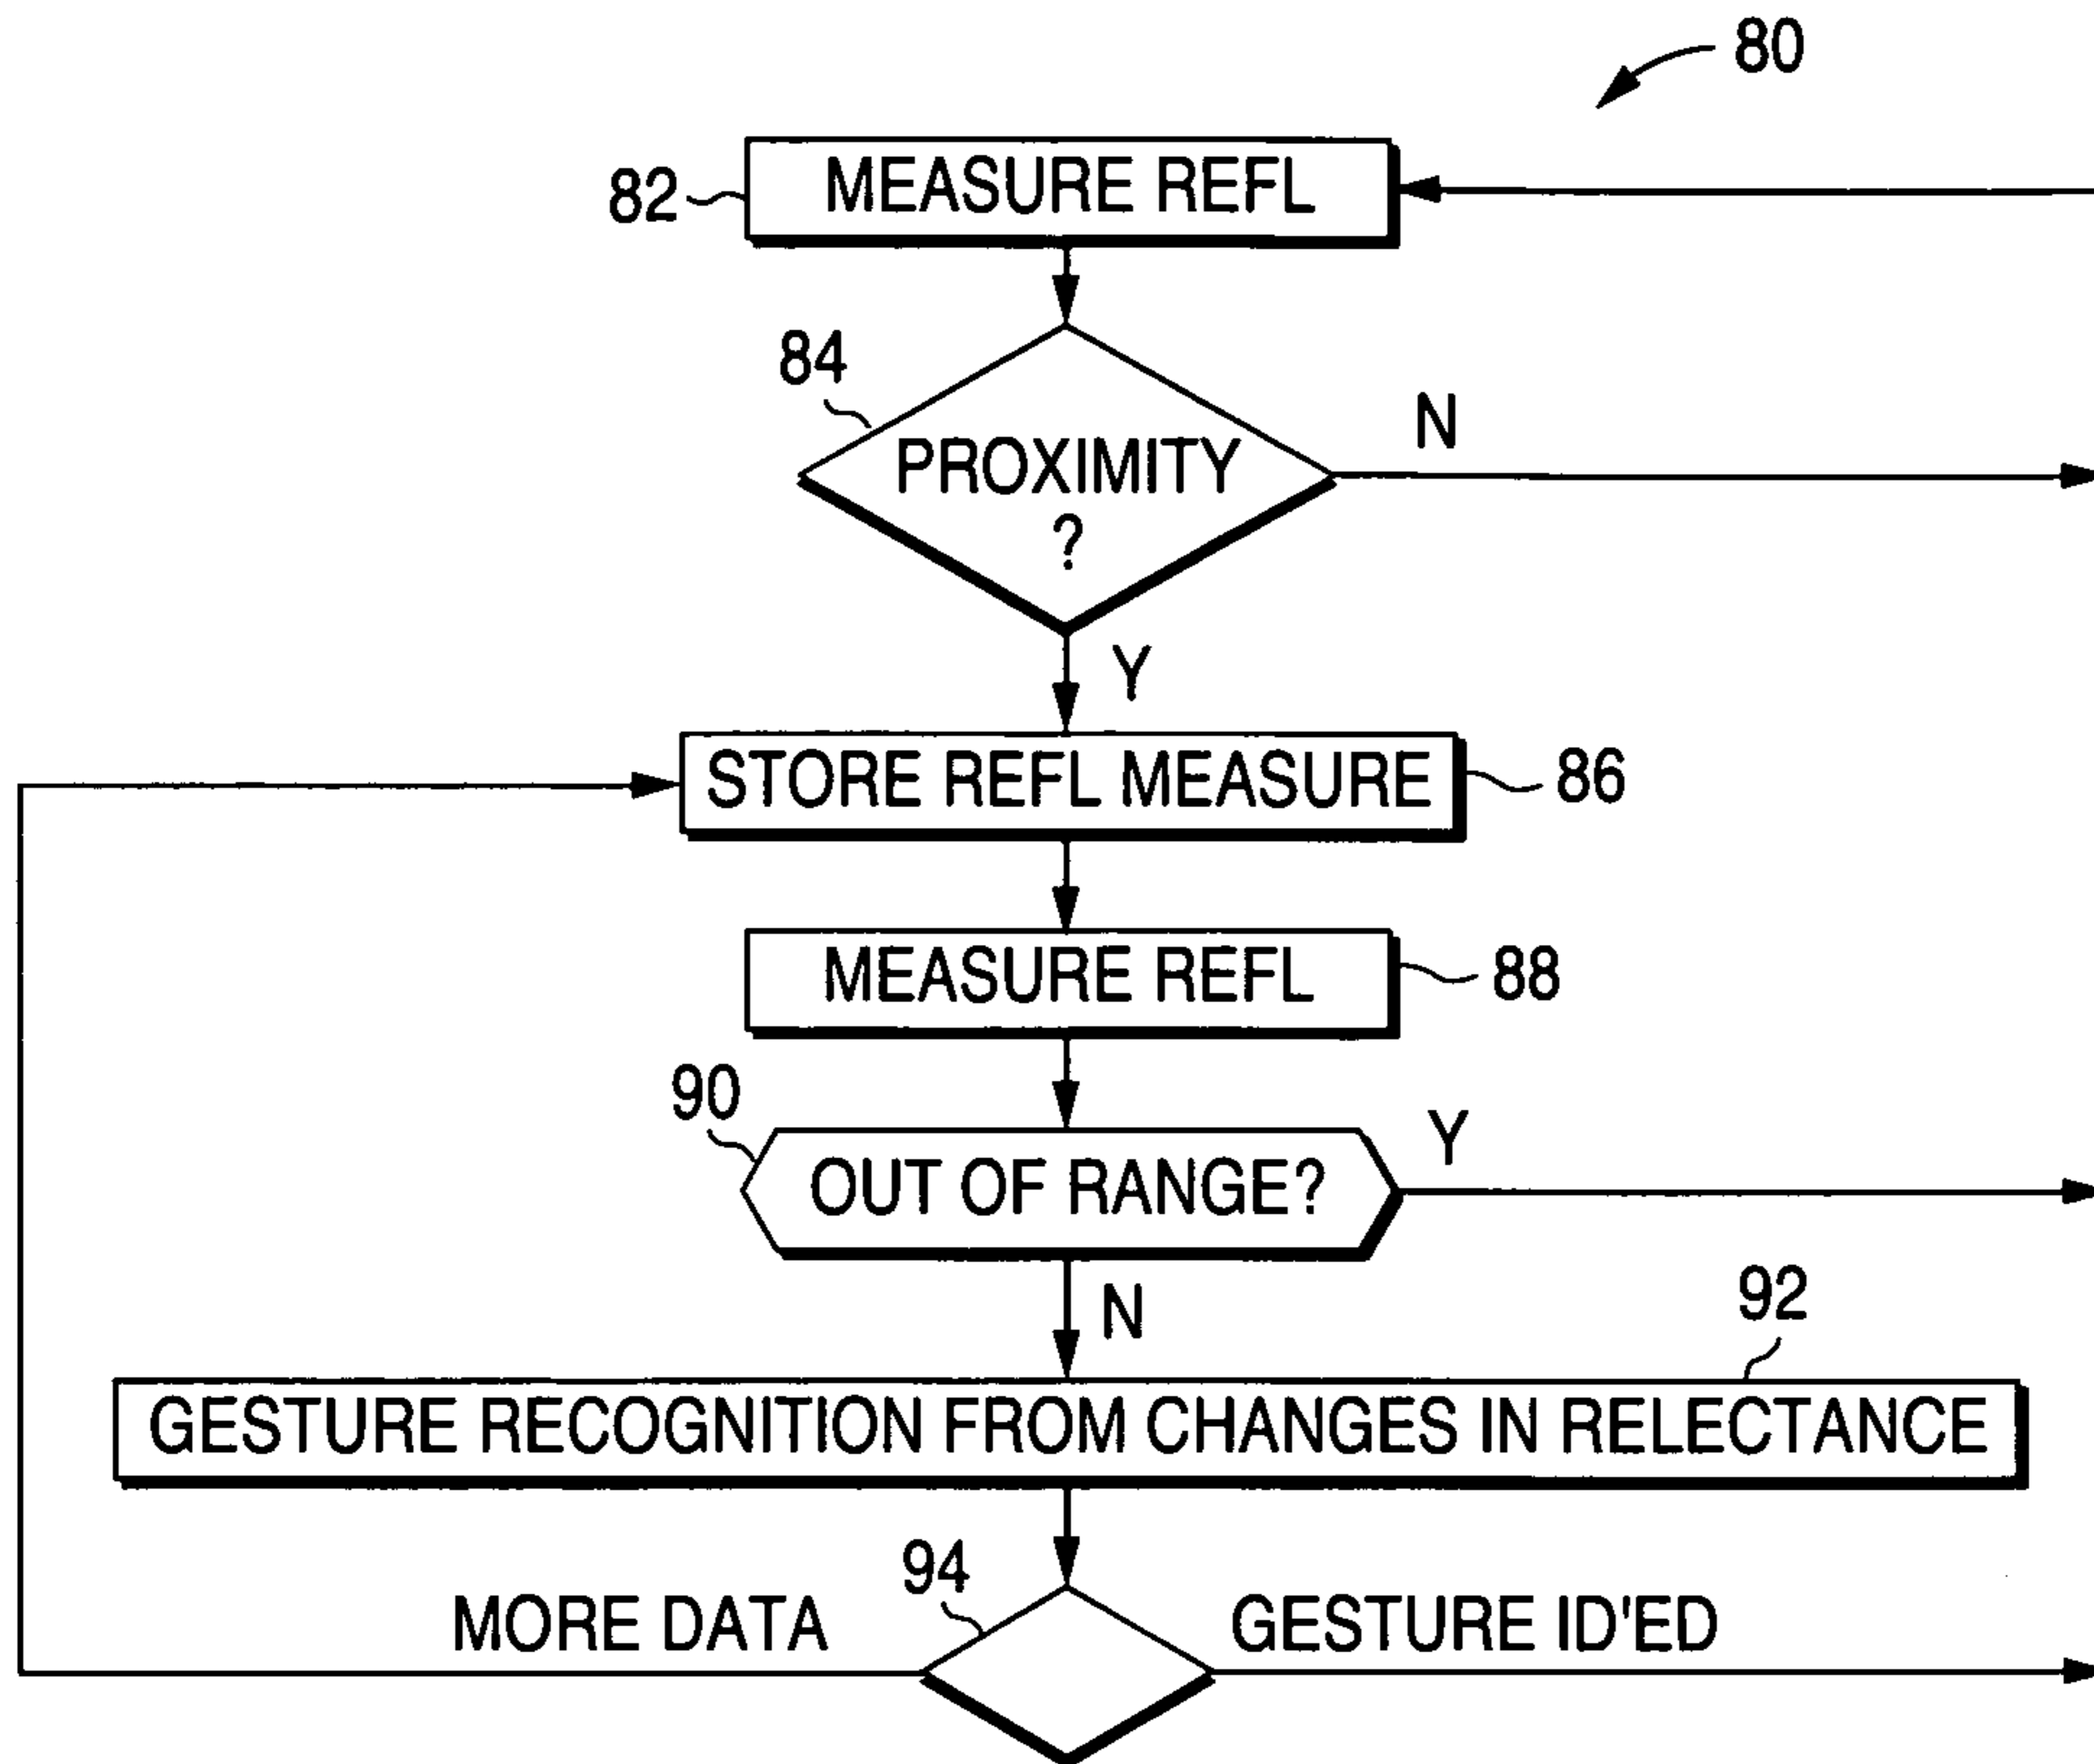 80
82
MEASURE REFL
84
PROXIMITY
?
N
Y
STORE REFL MEASURE
86
MEASURE REFL
88
90
OUT OF RANGE?
Y
N
92
GESTURE RECOGNITION FROM CHANGES IN RELECTANCE
94
MORE DATA
GESTURE ID'ED